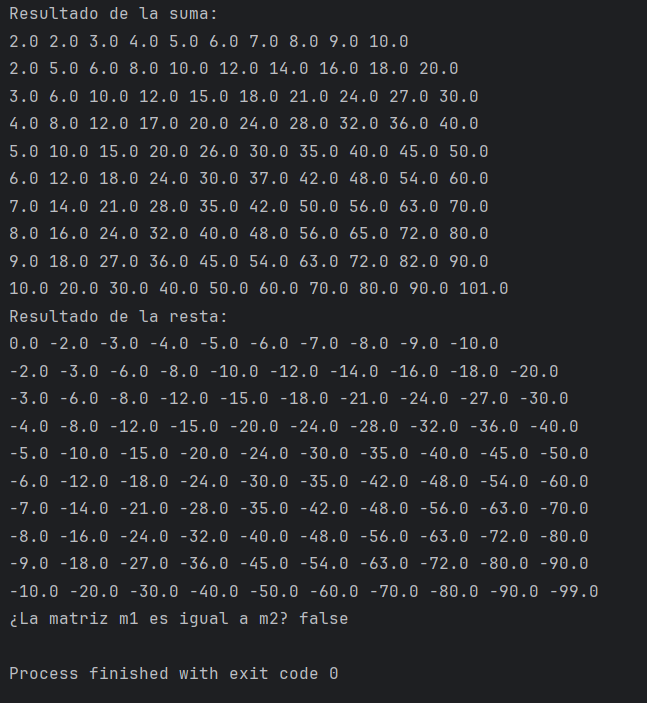 Resultado de la suma:
2.0 2.0 3.0 4.0 5.0 6.0 7.0 8.0 9.0 10.0
2.0 5.0 6.0 8.0 10.0 12.0 14.0 16.0 18.0 20.0
3.0 6.0 10.0 12.0 15.0 18.0 21.0 24.0 27.0 30.0
4.0 8.0 12.0 17.0 20.0 24.0 28.0 32.0 36.0 40.0
5.0 10.0 15.0 20.0 26.0 30.0 35.0 40.0 45.0 50.0
6.0 12.0 18.0 24.0 30.0 37.0 42.0 48.0 54.0 60.0
7.0 14.0 21.0 28.0 35.0 42.0 50.0 56.0 63.0 70.0
8.0 16.0 24.0 32.0 40.0 48.0 56.0 65.0 72.0 80.0
9.0 18.0 27.0 36.0 45.0 54.0 63.0 72.0 82.0 90.0
10.0 20.0 30.0 40.0 50.0 60.0 70.0 80.0 90.0 101.0
Resultado de la resta:
0.0 -2.0 -3.0 -4.0 -5.0 -6.0 -7.0 -8.0 -9.0 -10.0
-2.0 -3.0 -6.0 -8.0 -10.0 -12.0 -14.0 -16.0 -18.0 -20.0
-3.0 -6.0 -8.0 -12.0 -15.0 -18.0 -21.0 -24.0 -27.0 -30.0
-4.0 -8.0 -12.0 -15.0 -20.0 -24.0 -28.0 -32.0 -36.0 -40.0
-5.0 -10.0 -15.0 -20.0 -24.0 -30.0 -35.0 -40.0 -45.0 -50.0
-6.0 -12.0 -18.0 -24.0 -30.0 -35.0 -42.0 -48.0 -54.0 -60.0
-7.0 -14.0 -21.0 -28.0 -35.0 -42.0 -48.0 -56.0 -63.0 -70.0
-8.0 -16.0 -24.0 -32.0 -40.0 -48.0 -56.0 -63.0 -72.0 -80.0
-9.0 -18.0 -27.0 -36.0 -45.0 -54.0 -63.0 -72.0 -80.0 -90.0
-10.0 -20.0 -30.0 -40.0 -50.0 -60.0 -70.0 -80.0 -90.0 -99.0
¿La matriz m1 es igual a m2? false
Process finished with exit code 0